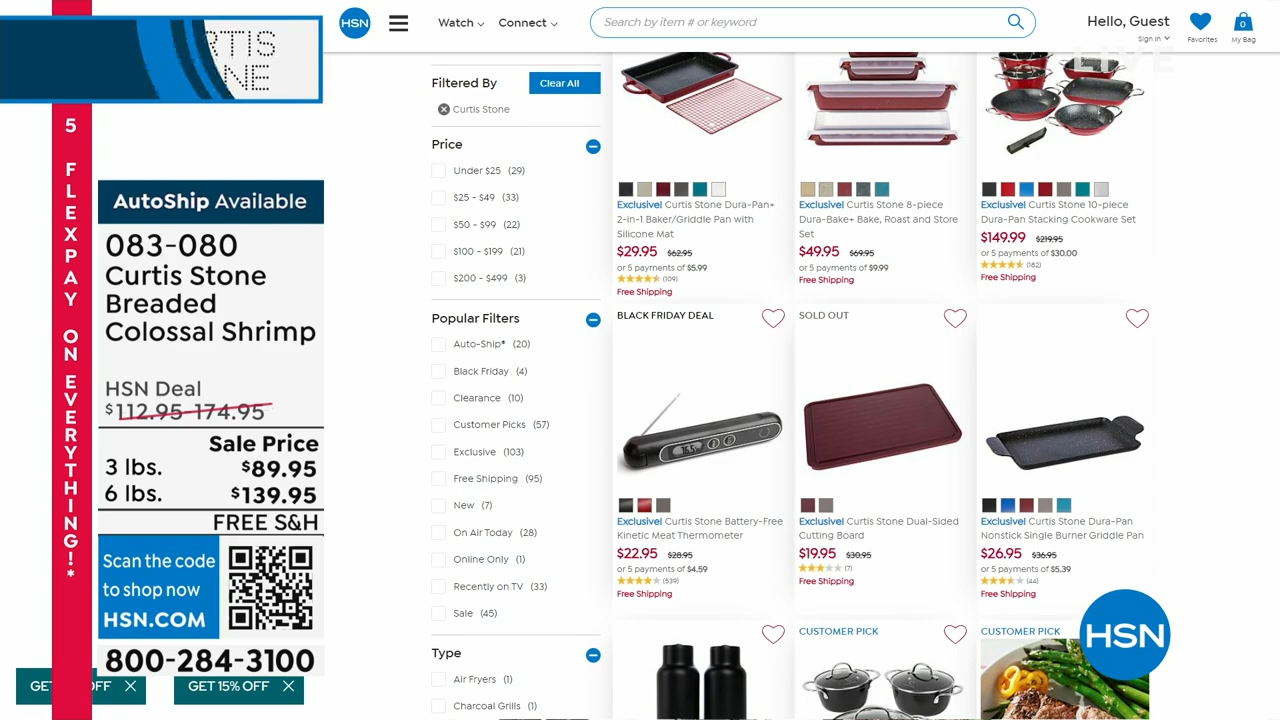 HSN
Watch
Connect
Search by item # or keyword
Hello, Guest
Sign in
Favorites
0
My Bag
LIVE
RTIS
NE
5 FLEXPAY ON EVERYTHING!*
AutoShip Available
083-080
Curtis Stone
Breaded
Colossal Shrimp
HSN Deal
$112.95-174.95
Sale Price
3 lbs. $89.95
6 lbs. $139.95
FREE S&H
Scan the code
to shop now
HSN.COM
800-284-3100
GET OFF X
GET 15% OFF X
Filtered By
Clear All
Curtis Stone
Price
Under $25 (29)
$25 - $49 (33)
$50 - $99 (22)
$100 - $199 (21)
$200 - $499 (3)
Popular Filters
Auto-Ship® (20)
Black Friday (4)
Clearance (10)
Customer Picks (57)
Exclusive (103)
Free Shipping (95)
New (7)
On Air Today (28)
Online Only (1)
Recently on TV (33)
Sale (45)
Type
Air Fryers (1)
Charcoal Grills (1)
Exclusive! Curtis Stone Dura-Pan+
2-in-1 Baker/Griddle Pan with
Silicone Mat
$29.95 $62.95
or 5 payments of $5.99
(109)
Free Shipping
Exclusive! Curtis Stone 8-piece
Dura-Bake+ Bake, Roast and Store
Set
$49.95 $69.95
or 5 payments of $9.99
Free Shipping
Exclusive! Curtis Stone 10-piece
Dura-Pan Stacking Cookware Set
$149.99 $219.95
or 5 payments of $30.00
(182)
Free Shipping
BLACK FRIDAY DEAL
Exclusive! Curtis Stone Battery-Free
Kinetic Meat Thermometer
$22.95 $28.95
or 5 payments of $4.59
(539)
Free Shipping
SOLD OUT
Exclusive! Curtis Stone Dual-Sided
Cutting Board
$19.95 $30.95
(7)
Free Shipping
Exclusive! Curtis Stone Dura-Pan
Nonstick Single Burner Griddle Pan
$26.95 $36.95
or 5 payments of $5.39
(44)
Free Shipping
CUSTOMER PICK
CUSTOMER PICK
HSN